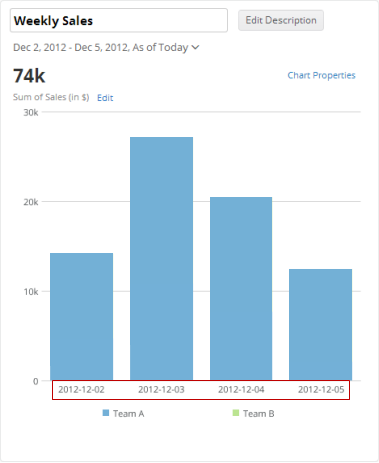 Weekly Sales
Edit Description
Dec 2, 2012 - Dec 5, 2012, As of Today
74k
Chart Properties
Sum of Sales (in $) Edit
30k
20k
10k
0
2012-12-02 2012-12-03 2012-12-04 2012-12-05
Team A Team B